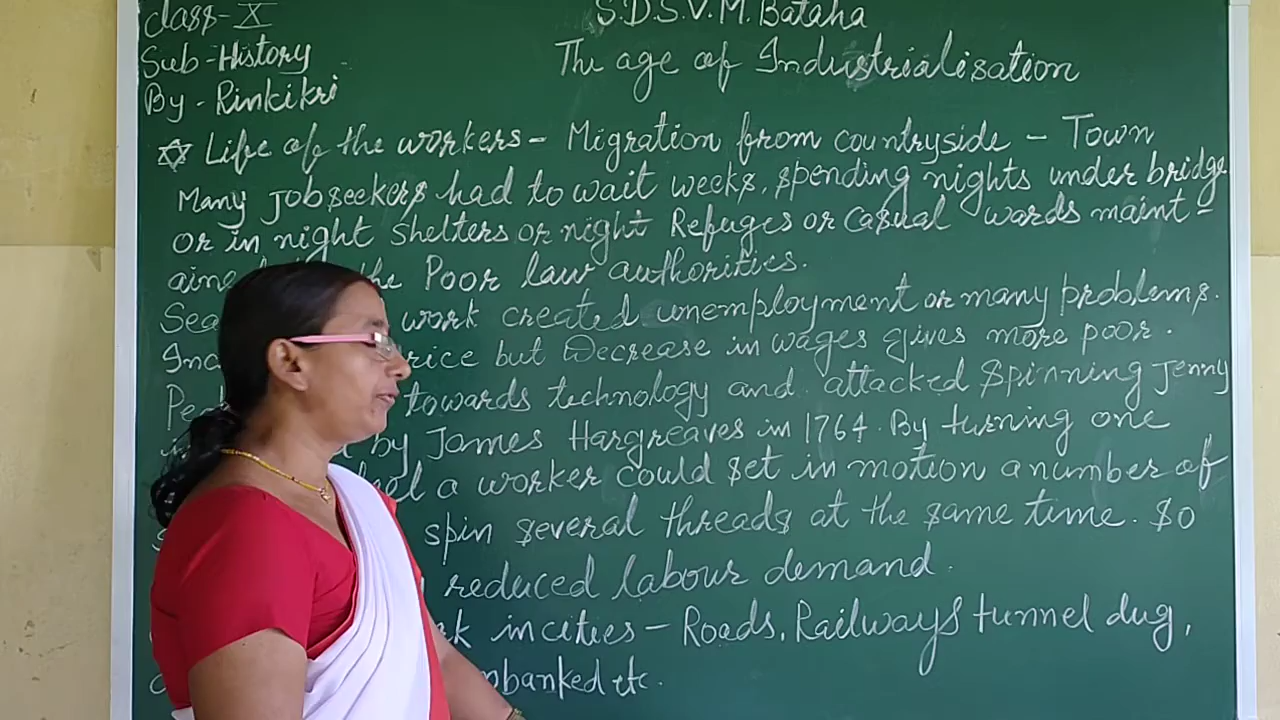 Class-X
S.D.S.V.M. Bataha
Sub-History
The age of Industrialisation
By - Rinkikri
Life of the workers - Migration from countryside - Town
Many jobseekers had to wait weeks, spending nights under bridge
or in night shelters or night Refuges or casual wards maint-
aine the Poor law authorities.
Sea work created unemployment or many problems.
Inc rice but Decrease in wages gives more poor.
towards technology and attacked Spinning Jenny
by James Hargreaves in 1764. By turning one
a worker could set in motion a number of
spin several threads at the same time. So
reduced labour demand.
in cities - Roads, Railways tunnel dug,
mbanked etc.